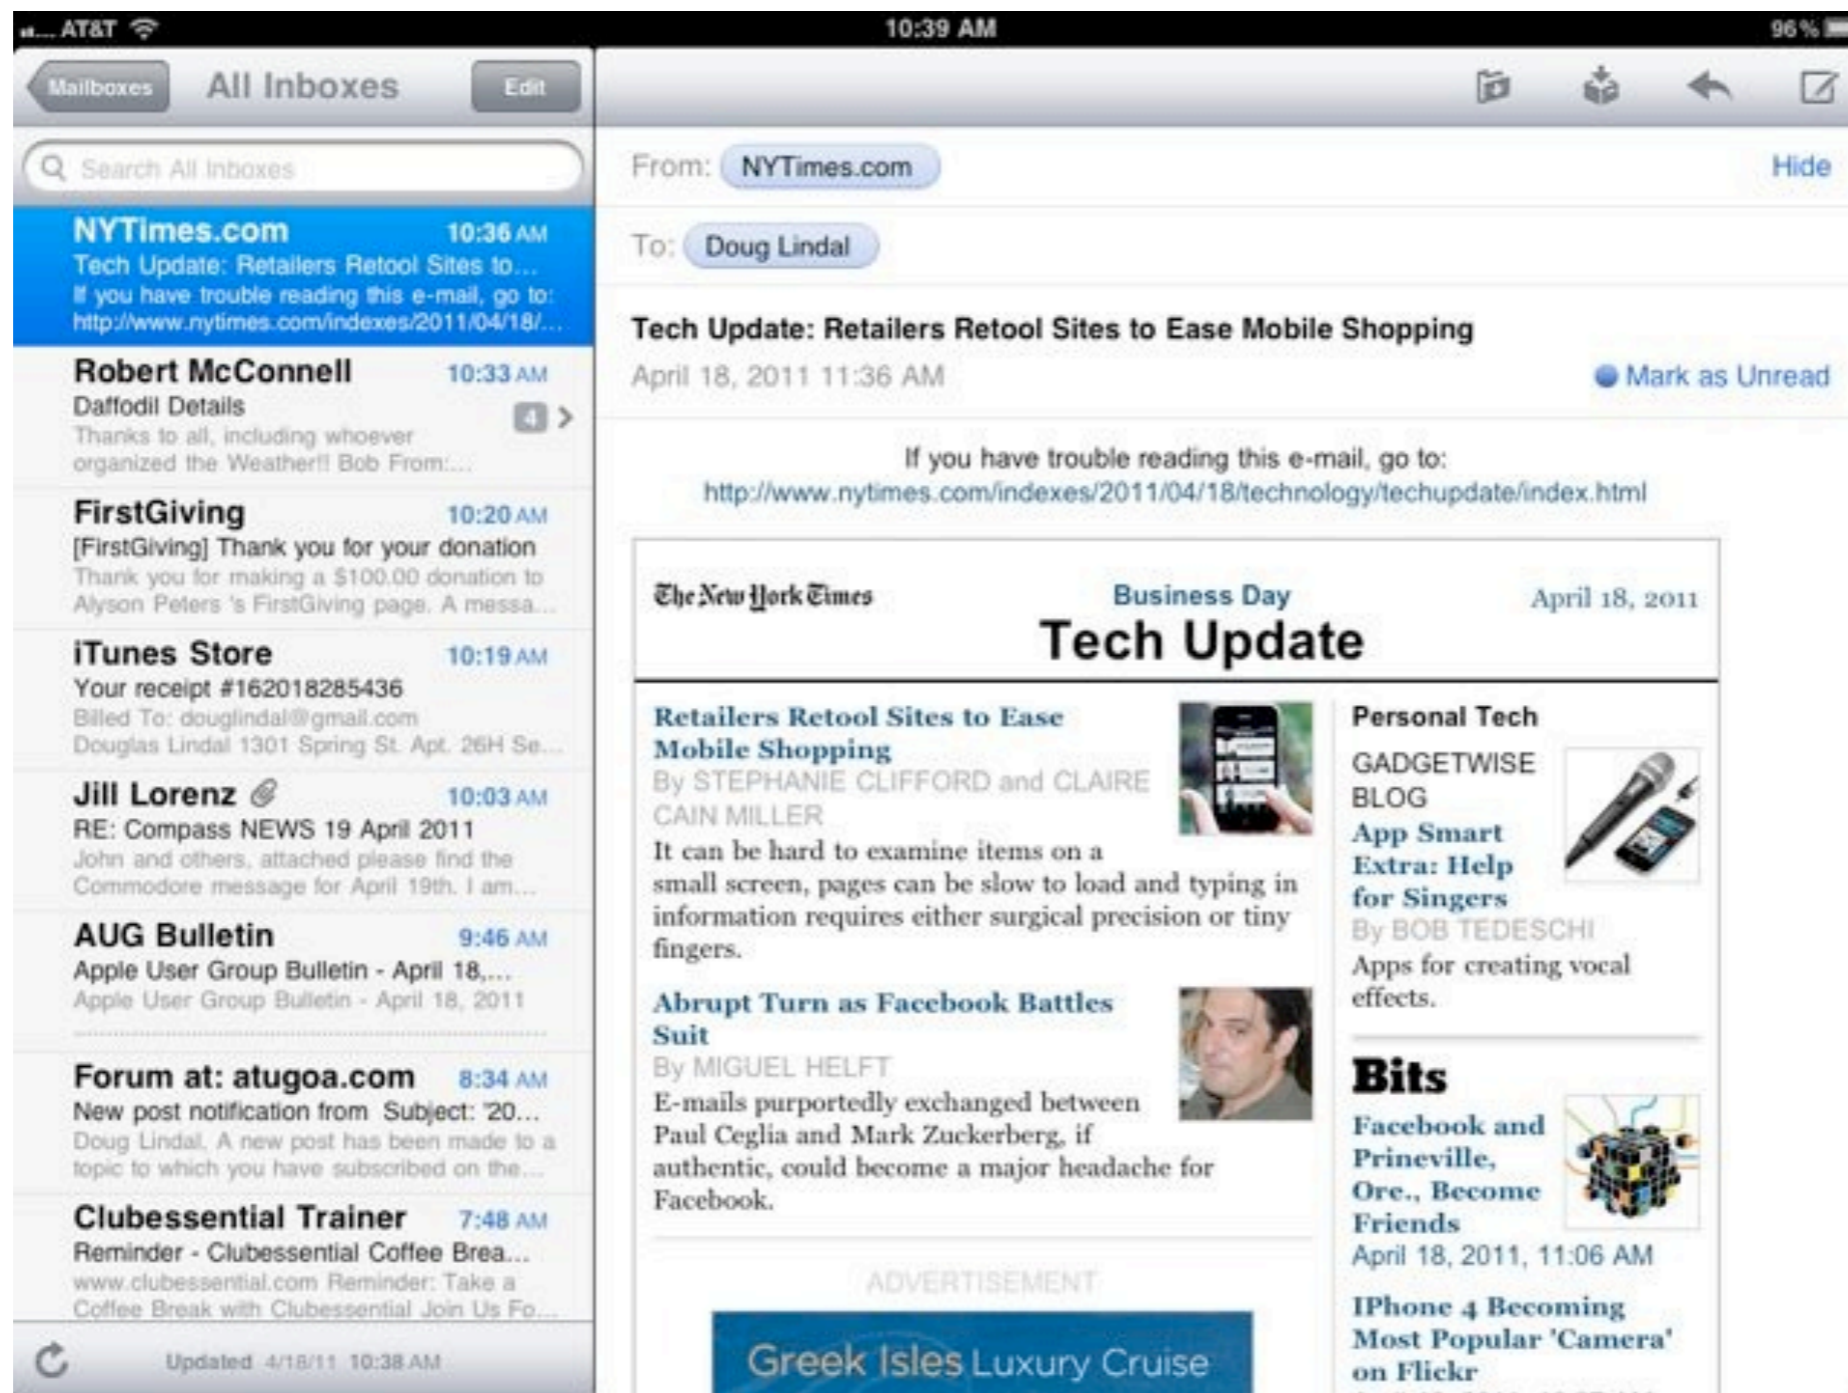 AT&T
10:39 AM
96%
Mailboxes
All Inboxes
Edit
Search All Inboxes
NYTimes.com 10:36 AM
Tech Update: Retailers Retool Sites to...
If you have trouble reading this e-mail, go to:
http://www.nytimes.com/indexes/2011/04/18/...
Robert McConnell 10:33 AM
Daffodil Details
4
Thanks to all, including whoever
organized the Weather!! Bob From:...
FirstGiving 10:20 AM
[FirstGiving] Thank you for your donation
Thank you for making a $100.00 donation to
Alyson Peters 's FirstGiving page. A messa...
iTunes Store 10:19 AM
Your receipt #162018285436
Billed To: douglindal@gmail.com
Douglas Lindal 1301 Spring St. Apt. 26H Se...
Jill Lorenz 10:03 AM
RE: Compass NEWS 19 April 2011
John and others, attached please find the
Commodore message for April 19th. I am...
AUG Bulletin 9:46 AM
Apple User Group Bulletin - April 18,...
Apple User Group Bulletin - April 18, 2011
Forum at: atugoa.com 8:34 AM
New post notification from Subject: '20...
Doug Lindal, A new post has been made to a
topic to which you have subscribed on the...
Clubessential Trainer 7:48 AM
Reminder - Clubessential Coffee Brea...
www.clubessential.com Reminder: Take a
Coffee Break with Clubessential Join Us Fo...
Updated 4/18/11 10:38 AM
From: NYTimes.com
Hide
To: Doug Lindal
Tech Update: Retailers Retool Sites to Ease Mobile Shopping
April 18, 2011 11:36 AM
Mark as Unread
If you have trouble reading this e-mail, go to:
http://www.nytimes.com/indexes/2011/04/18/technology/techupdate/index.html
The New York Times
Business Day
April 18, 2011
Tech Update
Retailers Retool Sites to Ease
Mobile Shopping
By STEPHANIE CLIFFORD and CLAIRE
CAIN MILLER
It can be hard to examine items on a
small screen, pages can be slow to load and typing in
information requires either surgical precision or tiny
fingers.
Abrupt Turn as Facebook Battles
Suit
By MIGUEL HELFT
E-mails purportedly exchanged between
Paul Ceglia and Mark Zuckerberg, if
authentic, could become a major headache for
Facebook.
ADVERTISEMENT
Greek Isles Luxury Cruise
Personal Tech
GADGETWISE
BLOG
App Smart
Extra: Help
for Singers
By BOB TEDESCHI
Apps for creating vocal
effects.
Bits
Facebook and
Prineville,
Ore., Become
Friends
April 18, 2011, 11:06 AM
IPhone 4 Becoming
Most Popular 'Camera'
on Flickr